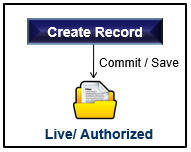 Create Record
Commit / Save
Live/ Authorized